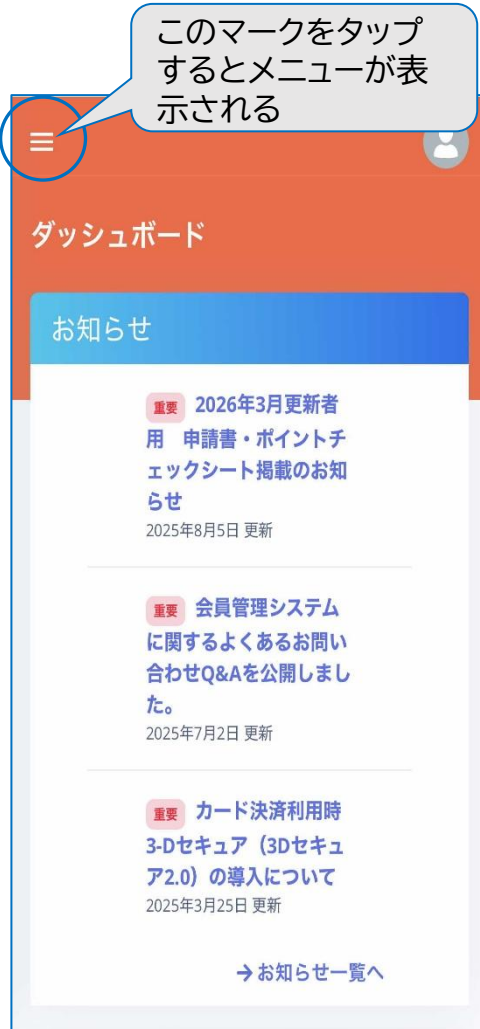 このマークをタップ
するとメニューが表
示される
ダッシュボード
お知らせ
重要 2026年3月更新者
用 申請書・ポイントチ
ェックシート掲載のお知
らせ
2025年8月5日 更新
重要 会員管理システム
に関するよくあるお問い
合わせQ&Aを公開しまし
た。
2025年7月2日 更新
重要 カード決済利用時
3-Dセキュア（3Dセキュ
ア2.0）の導入について
2025年3月25日 更新
→お知らせ一覧へ